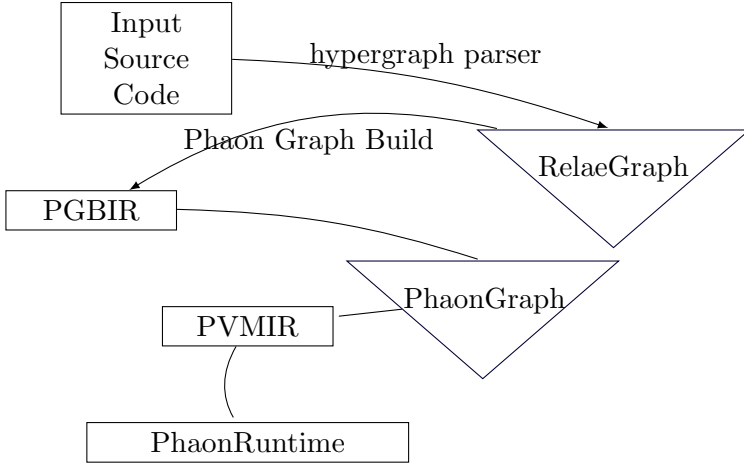 Input
Source
Code
hypergraph parser
Phaon Graph Build
RelaeGraph
PGBIR
PhaonGraph
PVMIR
PhaonRuntime